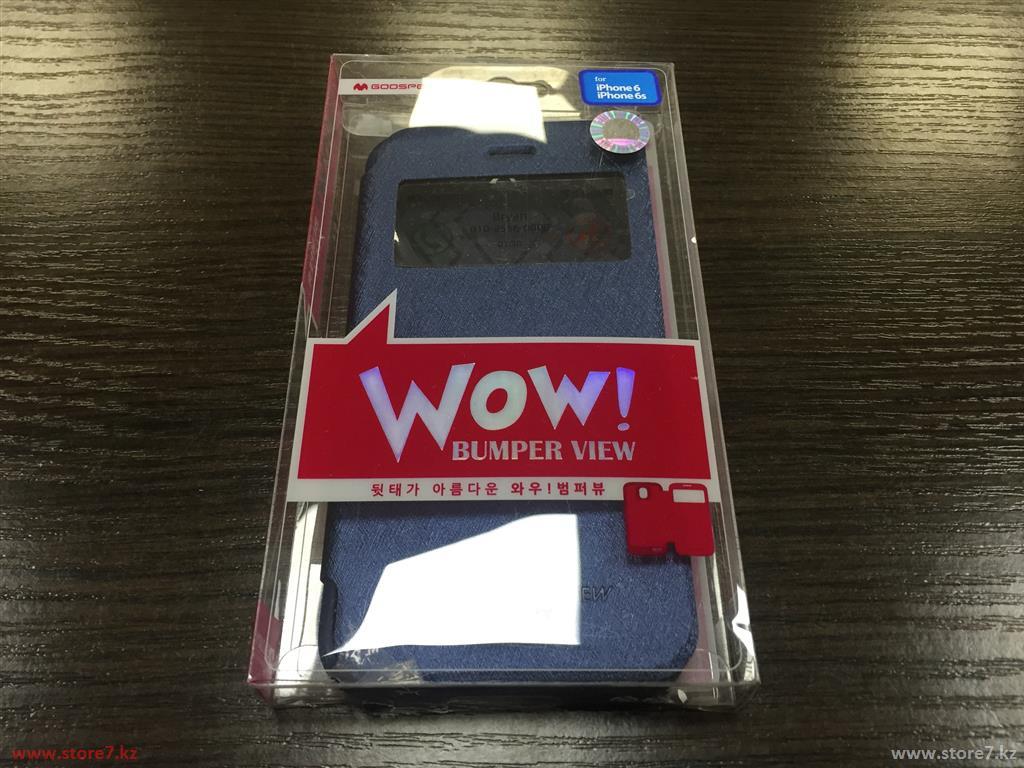 for
iPhone 6
iPhone 6s
Bryan
WOW!
BUMPER VIEW
뒷태가 아름다운 와우!범퍼뷰
www.store7.kz
www.store7.kz